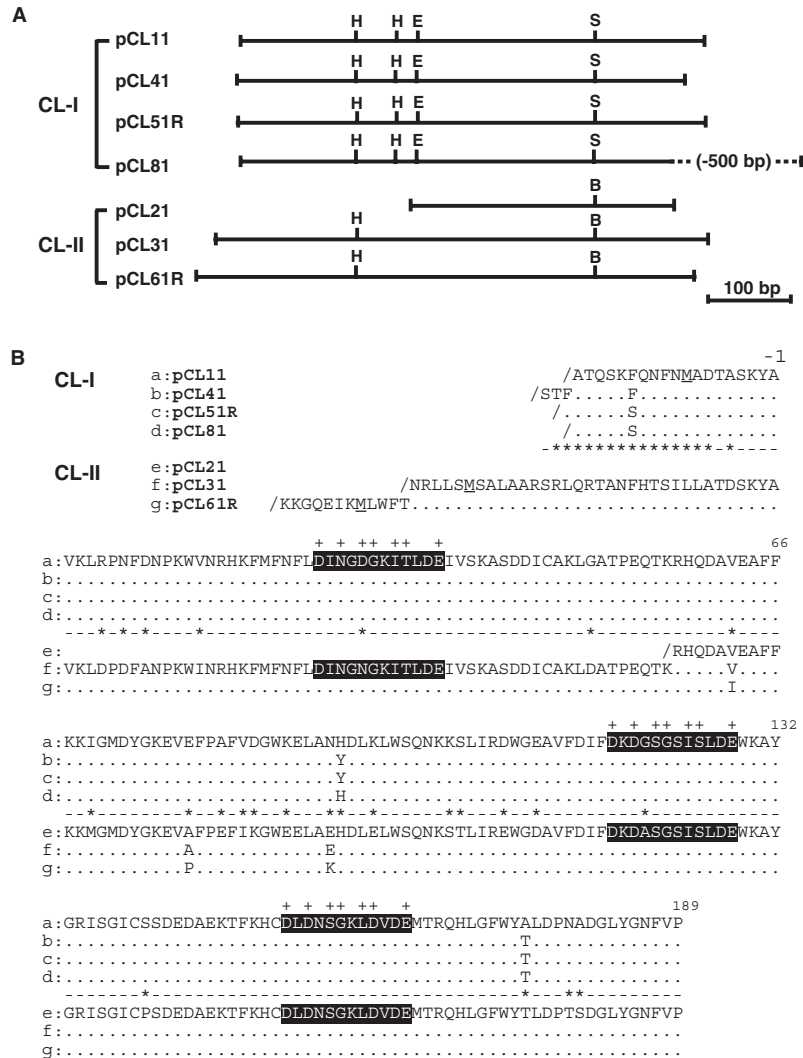 A
pCL11
H H E S
pCL41
H H E S
CL-I
pCL51R
H H E S
pCL81
H H E S
(-500 bp)
pCL21
B
CL-II
pCL31
H B
pCL61R
H B
100 bp
B
-1
CL-I
a:pCL11 /ATQSKFQNFNMADTASKYA
b:pCL41 /STF.....F.............
c:pCL51R /......S.............
d:pCL81 /.....S.............
-***************-*----
CL-II
e:pCL21
f:pCL31 /NRLLSMSALAARSRLQRTANFHTSILLATDSKYA
g:pCL61R /KKGQEIKMLWFT..................................
+ + ++ ++ + 66
a:VKLRPNFDNPKWVNRHKFMFNFLDINGDGKITLDEIVSKASDDICAKLGATPEQTKRHQDAVEAFF
b:..................................................................
c:..................................................................
d:..................................................................
---*-*-*----*--------------*--------------------*------------*----
e: /RHQDAVEAFF
f:VKLDPDFANPKWINRHKFMFNFLDINGNGKITLDEIVSKASDDICAKLDATPEQTK.....V....
g:.............................................................I....
+ + ++ ++ + 132
a:KKIGMDYGKEVEFPAFVDGWKELANHDLKLWSQNKKSLIRDWGEAVFDIFDKDGSGSISLDEWKAY
b:.........................Y........................................
c:.........................Y........................................
d:.........................H........................................
--*--------*--*-**--*---**--*------*----*--*---------*------------
e:KKMGMDYGKEVAFPEFIKGWEELAEHDLELWSQNKSTLIREWGDAVFDIFDKDASGSISLDEWKAY
f:...........A............E.........................................
g:...........P............K.........................................
+ + ++ ++ + 189
a:GRISGICSSDEDAEKTFKHCDLDNSGKLDVDEMTRQHLGFWYALDPNADGLYGNFVP
b:..........................................T..............
c:..........................................T..............
d:..........................................T..............
-------*----------------------------------*---**---------
e:GRISGICPSDEDAEKTFKHCDLDNSGKLDVDEMTRQHLGFWYTLDPTSDGLYGNFVP
f:.........................................................
g:.........................................................